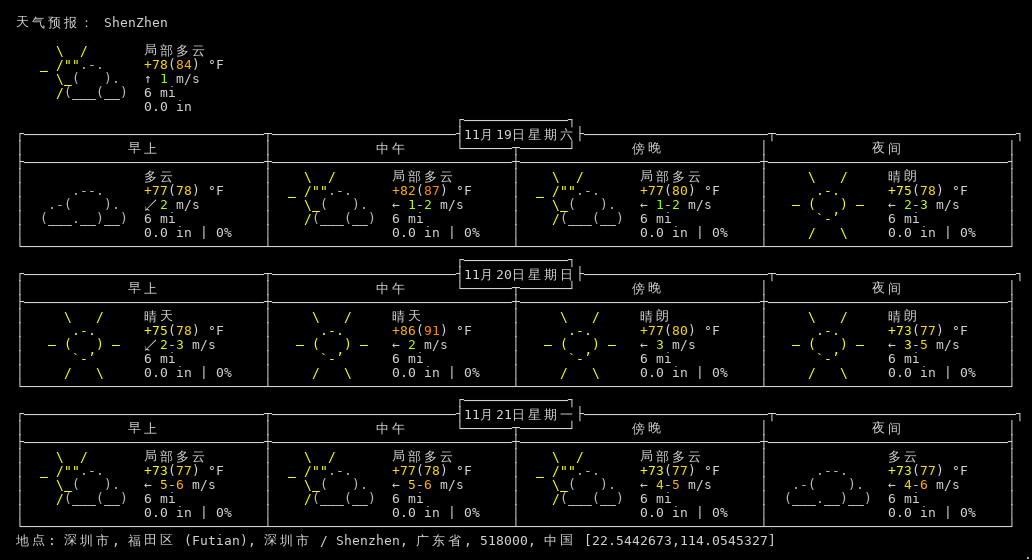 天气预报： ShenZhen
局部多云
+78(84) °F
↑ 1 m/s
6 mi
0.0 in
11月19日星期六
早上 中午 傍晚 夜间
多云 局部多云 局部多云 晴朗
+77(78) °F +82(87) °F +77(80) °F +75(78) °F
↙ 2 m/s ← 1-2 m/s ← 1-2 m/s ← 2-3 m/s
6 mi 6 mi 6 mi 6 mi
0.0 in | 0% 0.0 in | 0% 0.0 in | 0% 0.0 in | 0%
11月20日星期日
早上 中午 傍晚 夜间
晴天 晴天 晴朗 晴朗
+75(78) °F +86(91) °F +77(80) °F +73(77) °F
↙ 2-3 m/s ← 2 m/s ← 3 m/s ← 3-5 m/s
6 mi 6 mi 6 mi 6 mi
0.0 in | 0% 0.0 in | 0% 0.0 in | 0% 0.0 in | 0%
11月21日星期一
早上 中午 傍晚 夜间
局部多云 局部多云 局部多云 多云
+73(77) °F +77(78) °F +73(77) °F +73(77) °F
← 5-6 m/s ← 5-6 m/s ← 4-5 m/s ← 4-6 m/s
6 mi 6 mi 6 mi 6 mi
0.0 in | 0% 0.0 in | 0% 0.0 in | 0% 0.0 in | 0%
地点: 深圳市, 福田区 (Futian), 深圳市 / Shenzhen, 广东省, 518000, 中国 [22.5442673,114.0545327]